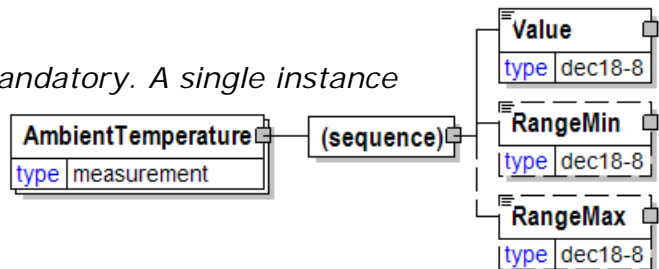 andatory. A single instance
AmbientTemperature
type measurement
(sequence)
Value
type dec18-8
RangeMin
type dec18-8
RangeMax
type dec18-8